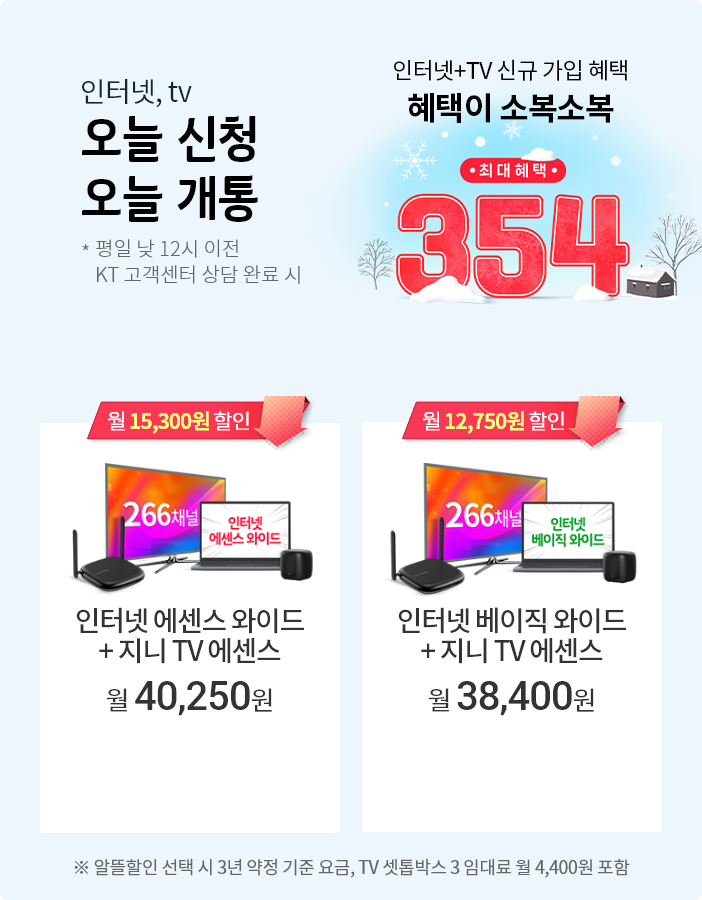 인터넷, tv
오늘 신청
오늘 개통
* 평일 낮 12시 이전
KT 고객센터 상담 완료 시
인터넷+TV 신규 가입 혜택
혜택이 소복소복
•최대혜택•
354
월 15,300원 할인
266채널
인터넷
에센스 와이드
인터넷 에센스 와이드
+ 지니 TV 에센스
월 40,250원
월 12,750원 할인
266채널
인터넷
베이직 와이드
인터넷 베이직 와이드
+ 지니 TV 에센스
월 38,400원
※ 알뜰할인 선택 시 3년 약정 기준 요금, TV 셋톱박스 3 임대료 월 4,400원 포함